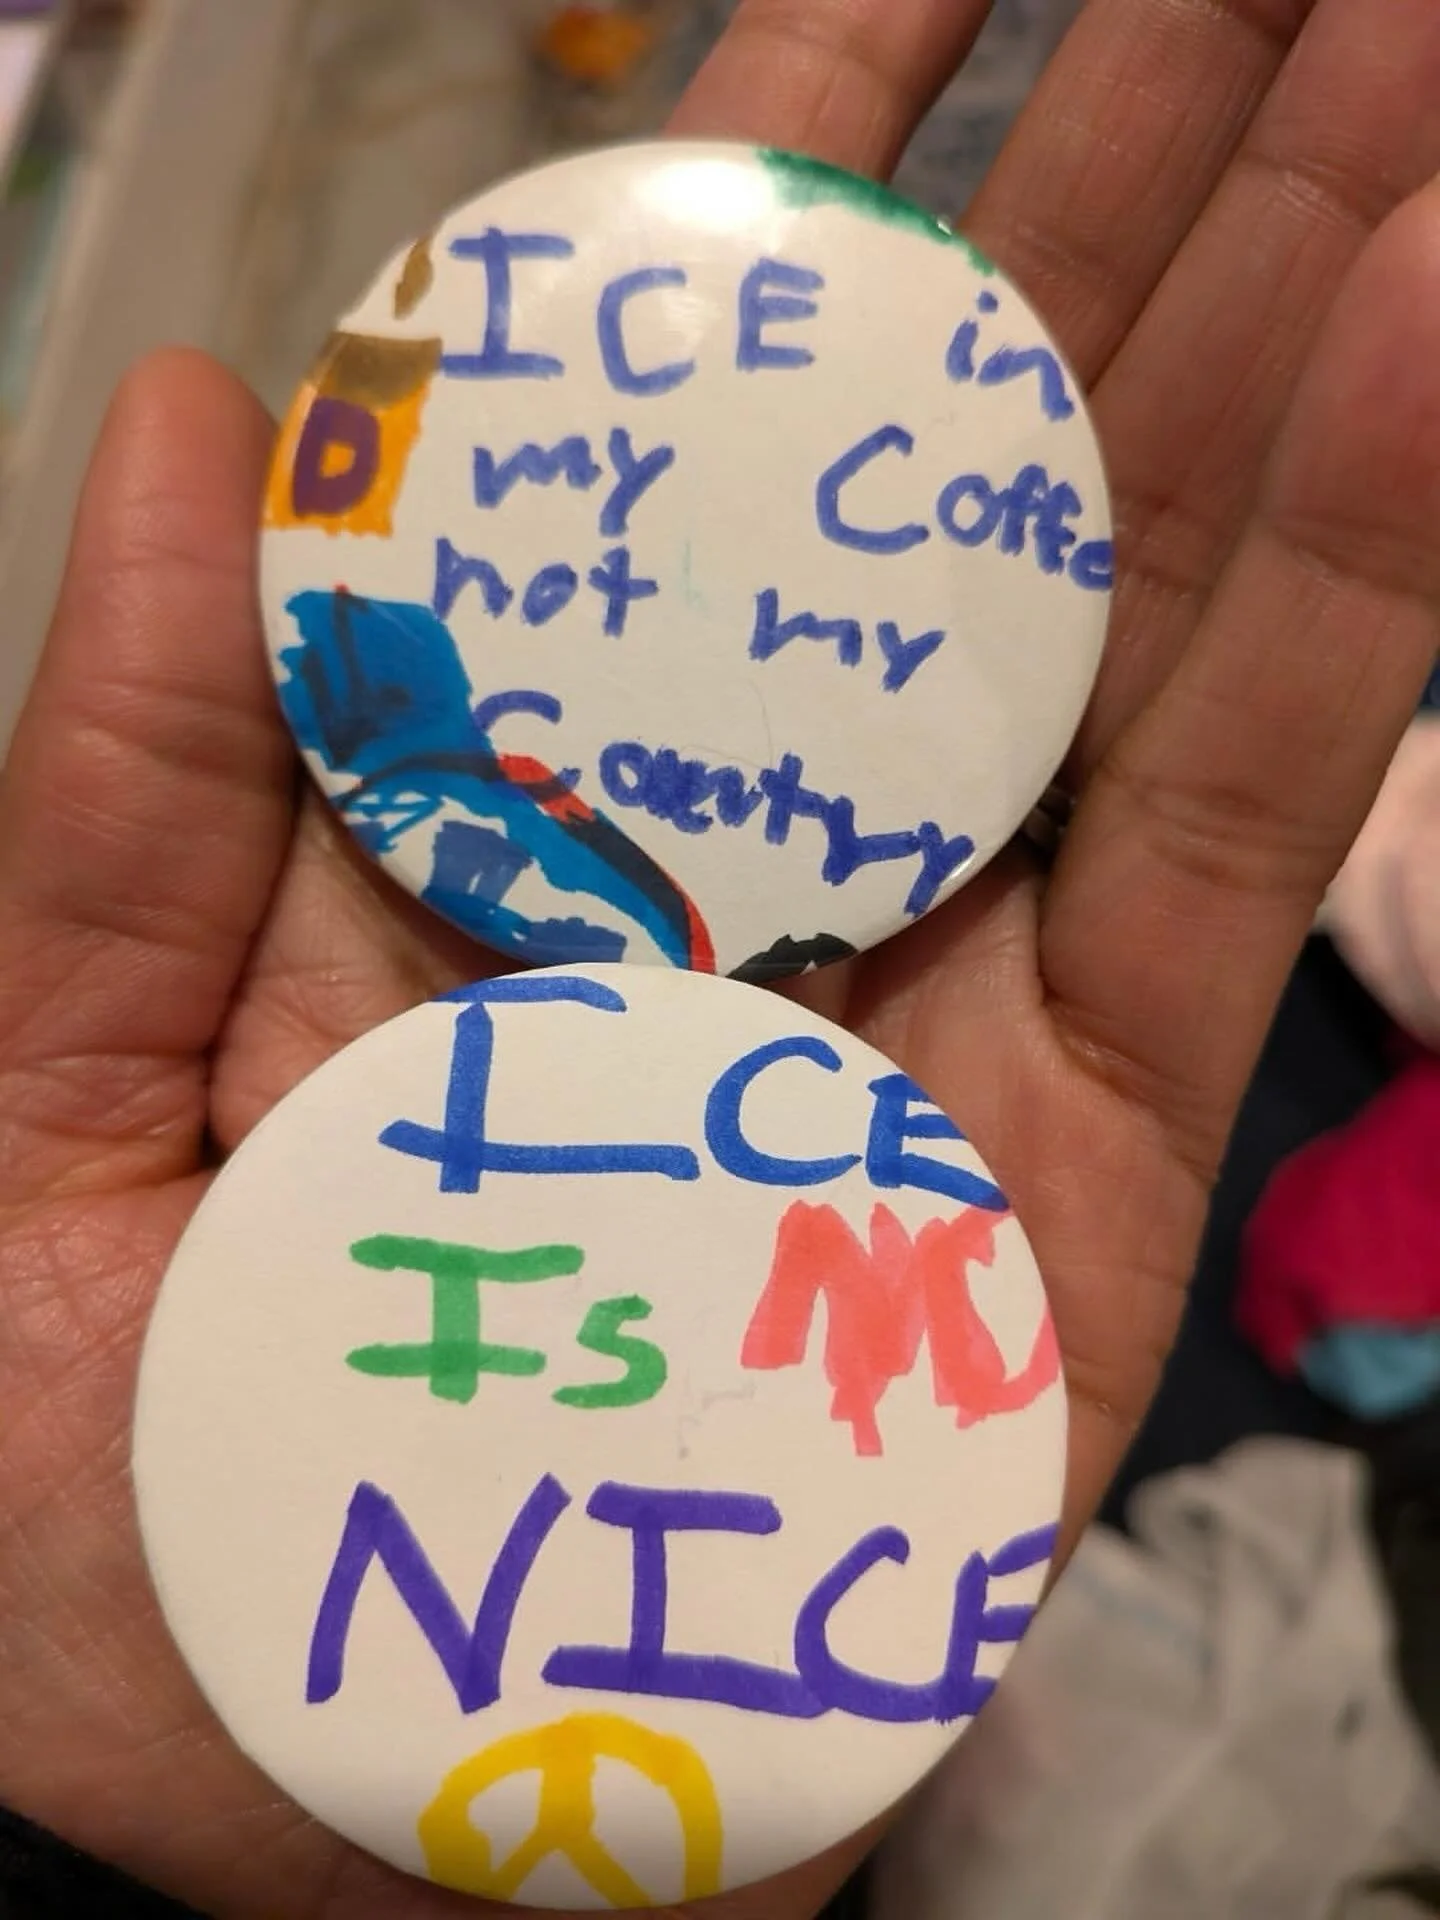 ICE in
my Coffe
not my
Country
D
ICE
Is
NICE